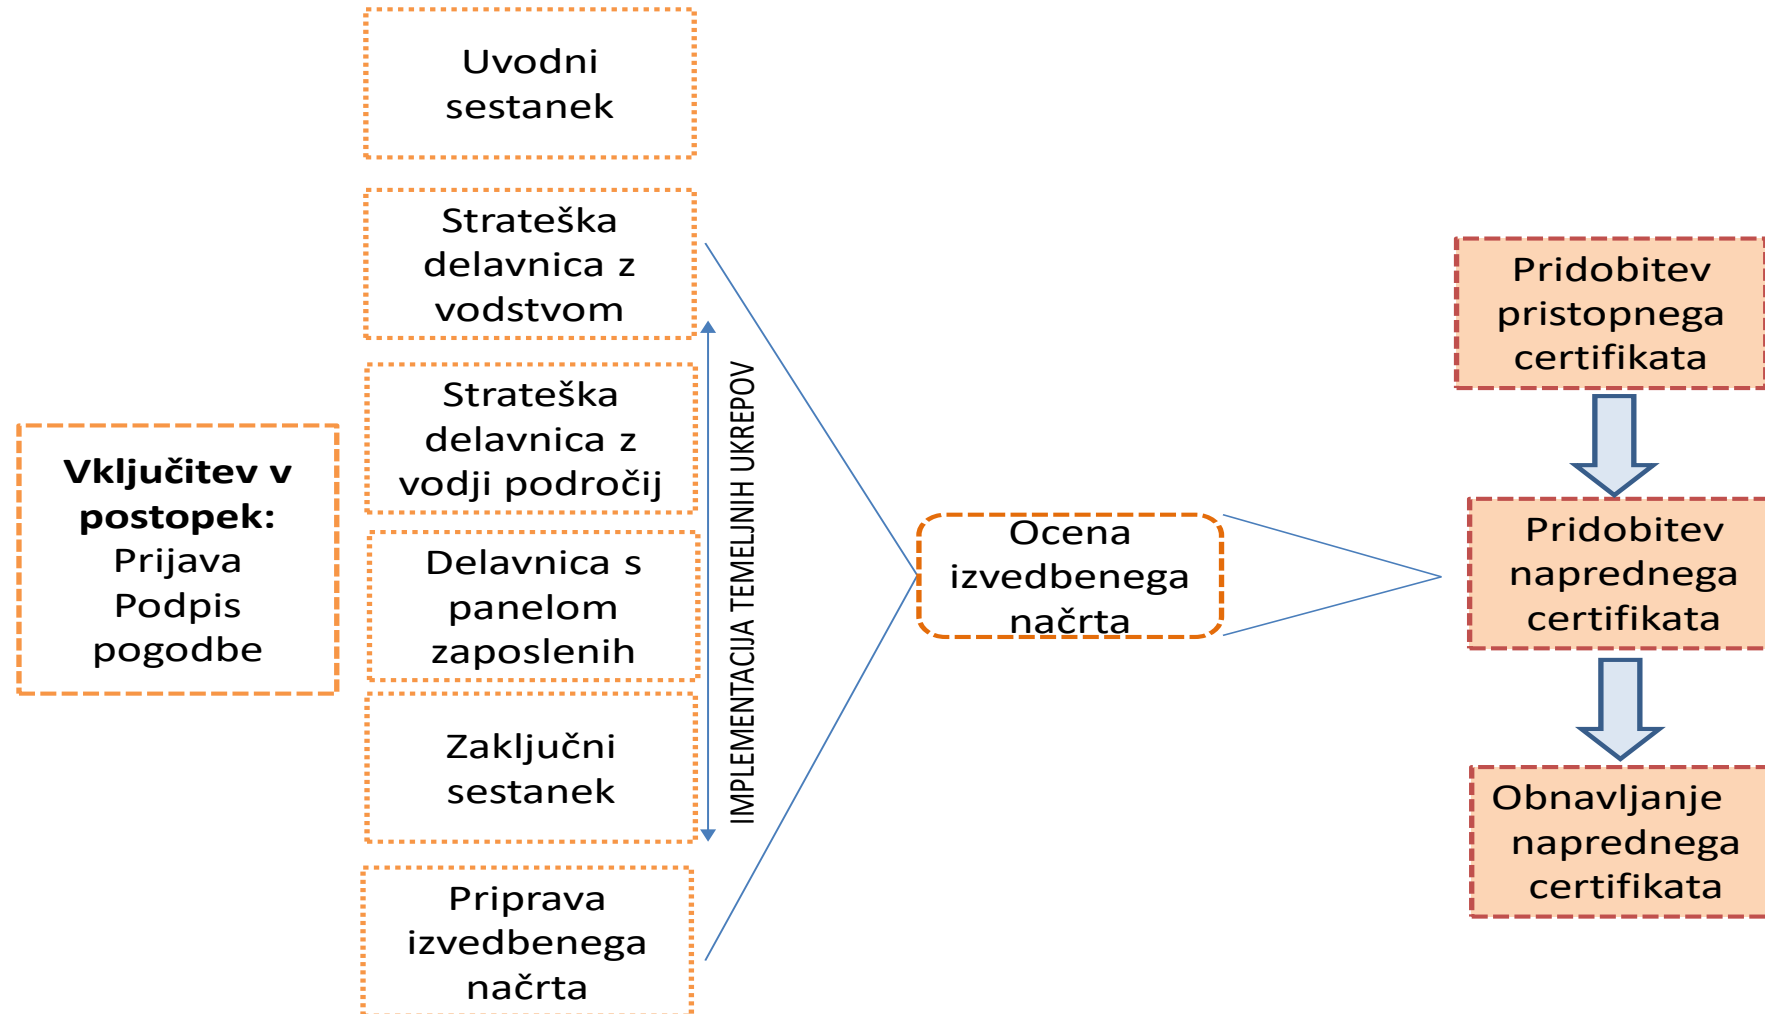 Vključitev v
postopek:
Prijava
Podpis
pogodbe
Uvodni
sestanek
Strateška
delavnica z
vodstvom
Strateška
delavnica z
vodji področij
Delavnica s
panelom
zaposlenih
Zaključni
sestanek
Priprava
izvedbenega
načrta
IMPLEMENTACIJA TEMELJNIH UKREPOV
Ocena
izvedbenega
načrta
Pridobitev
pristopnega
certifikata
Pridobitev
naprednega
certifikata
Obnavljanje
naprednega
certifikata